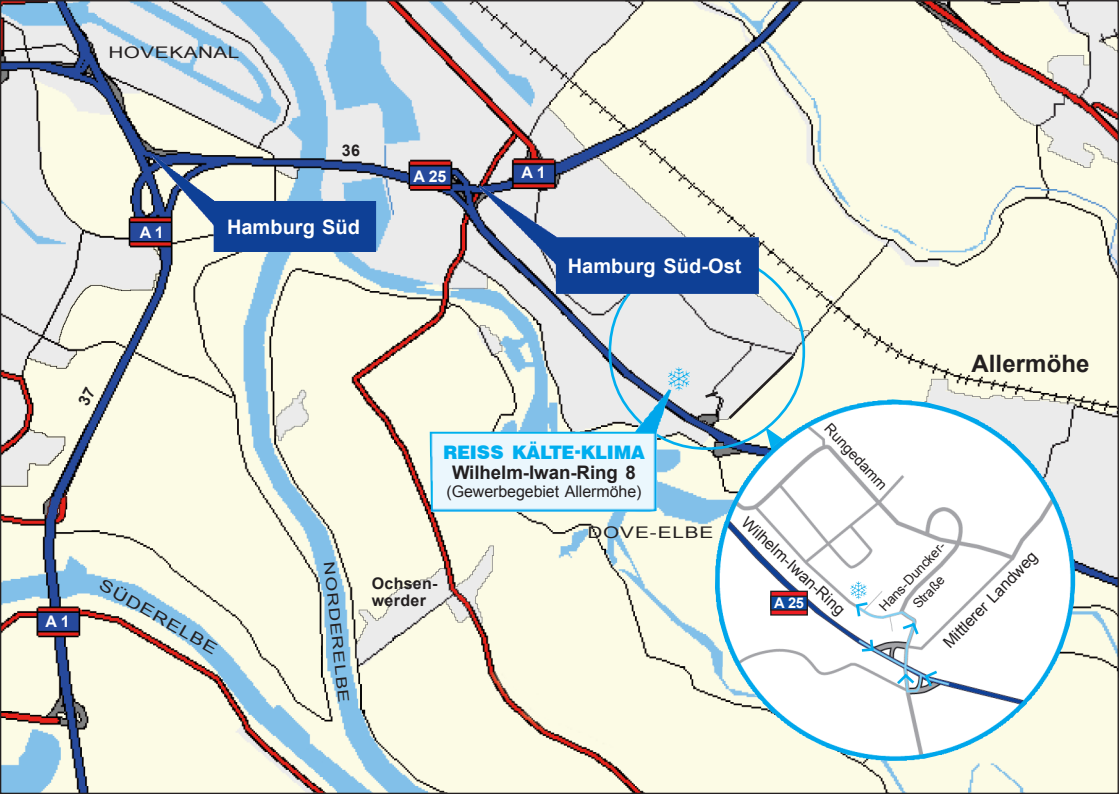 HOVEKANAL
36
A 25
A 1
A 1
Hamburg Süd
Hamburg Süd-Ost
Allermöhe
37
REISS KÄLTE-KLIMA
Wilhelm-Iwan-Ring 8
(Gewerbegebiet Allermöhe)
DOVE-ELBE
Ochsen-
werder
SÜDERELBE
NORDERELBE
A 1
Rungedamm
Wilhelm-Iwan-Ring
Hans-Duncker-
Straße
Mittlerer Landweg
A 25